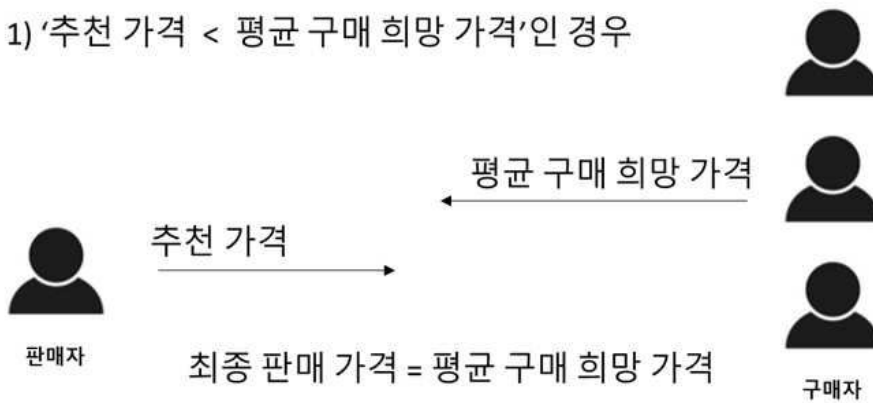 1) ‘추천 가격 < 평균 구매 희망 가격’인 경우
평균 구매 희망 가격
추천 가격
판매자
최종 판매 가격 = 평균 구매 희망 가격
구매자